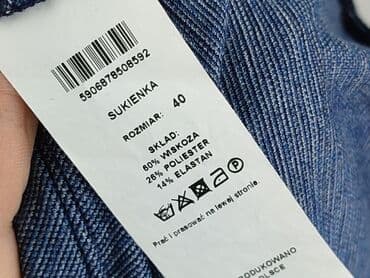 5906878508592
SUKIENKA
ROZMIAR: 40
SKŁAD:
60% WISKOZA
26% POLIESTER
14% ELASTAN
Prać i prasować na lewej stronie.